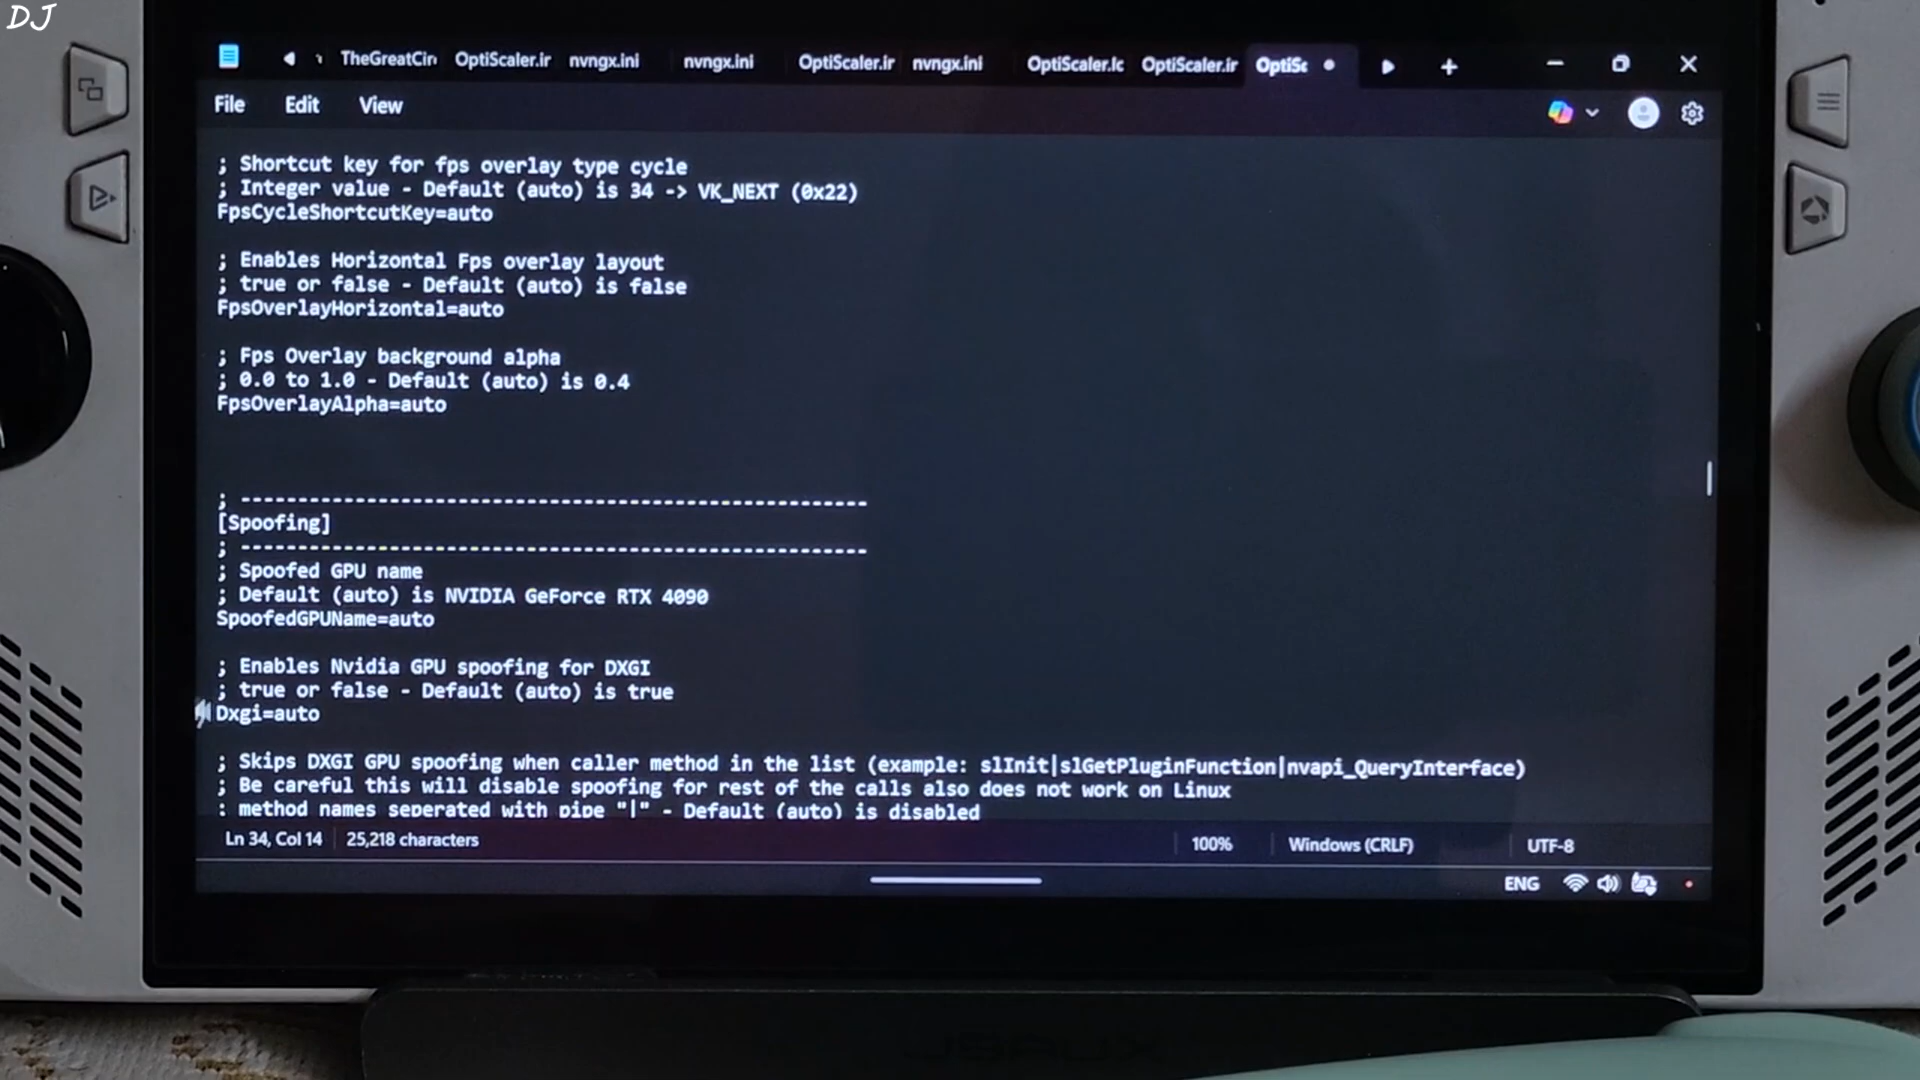 DJ
TheGreatCir OptiScaler.ir nvngx.ini nvngx.ini OptiScaler.ir nvngx.ini OptiScaler.lc OptiScaler.ir OptiSc
File Edit View
; Shortcut key for fps overlay type cycle
; Integer value - Default (auto) is 34 -> VK_NEXT (0x22)
FpsCycleShortcutKey=auto
; Enables Horizontal Fps overlay layout
; true or false - Default (auto) is false
FpsOverlayHorizontal=auto
; Fps Overlay background alpha
; 0.0 to 1.0 - Default (auto) is 0.4
FpsOverlayAlpha=auto
; -------------------------------------------------------
[Spoofing]
; -------------------------------------------------------
; Spoofed GPU name
; Default (auto) is NVIDIA GeForce RTX 4090
SpoofedGPUName=auto
; Enables Nvidia GPU spoofing for DXGI
; true or false - Default (auto) is true
Dxgi=auto
; Skips DXGI GPU spoofing when caller method in the list (example: slInit|slGetPluginFunction|nvapi_QueryInterface)
; Be careful this will disable spoofing for rest of the calls also does not work on Linux
; method names seperated with pipe "|" - Default (auto) is disabled
Ln 34, Col 14 25,218 characters 100% Windows (CRLF) UTF-8
ENG
JSAUX